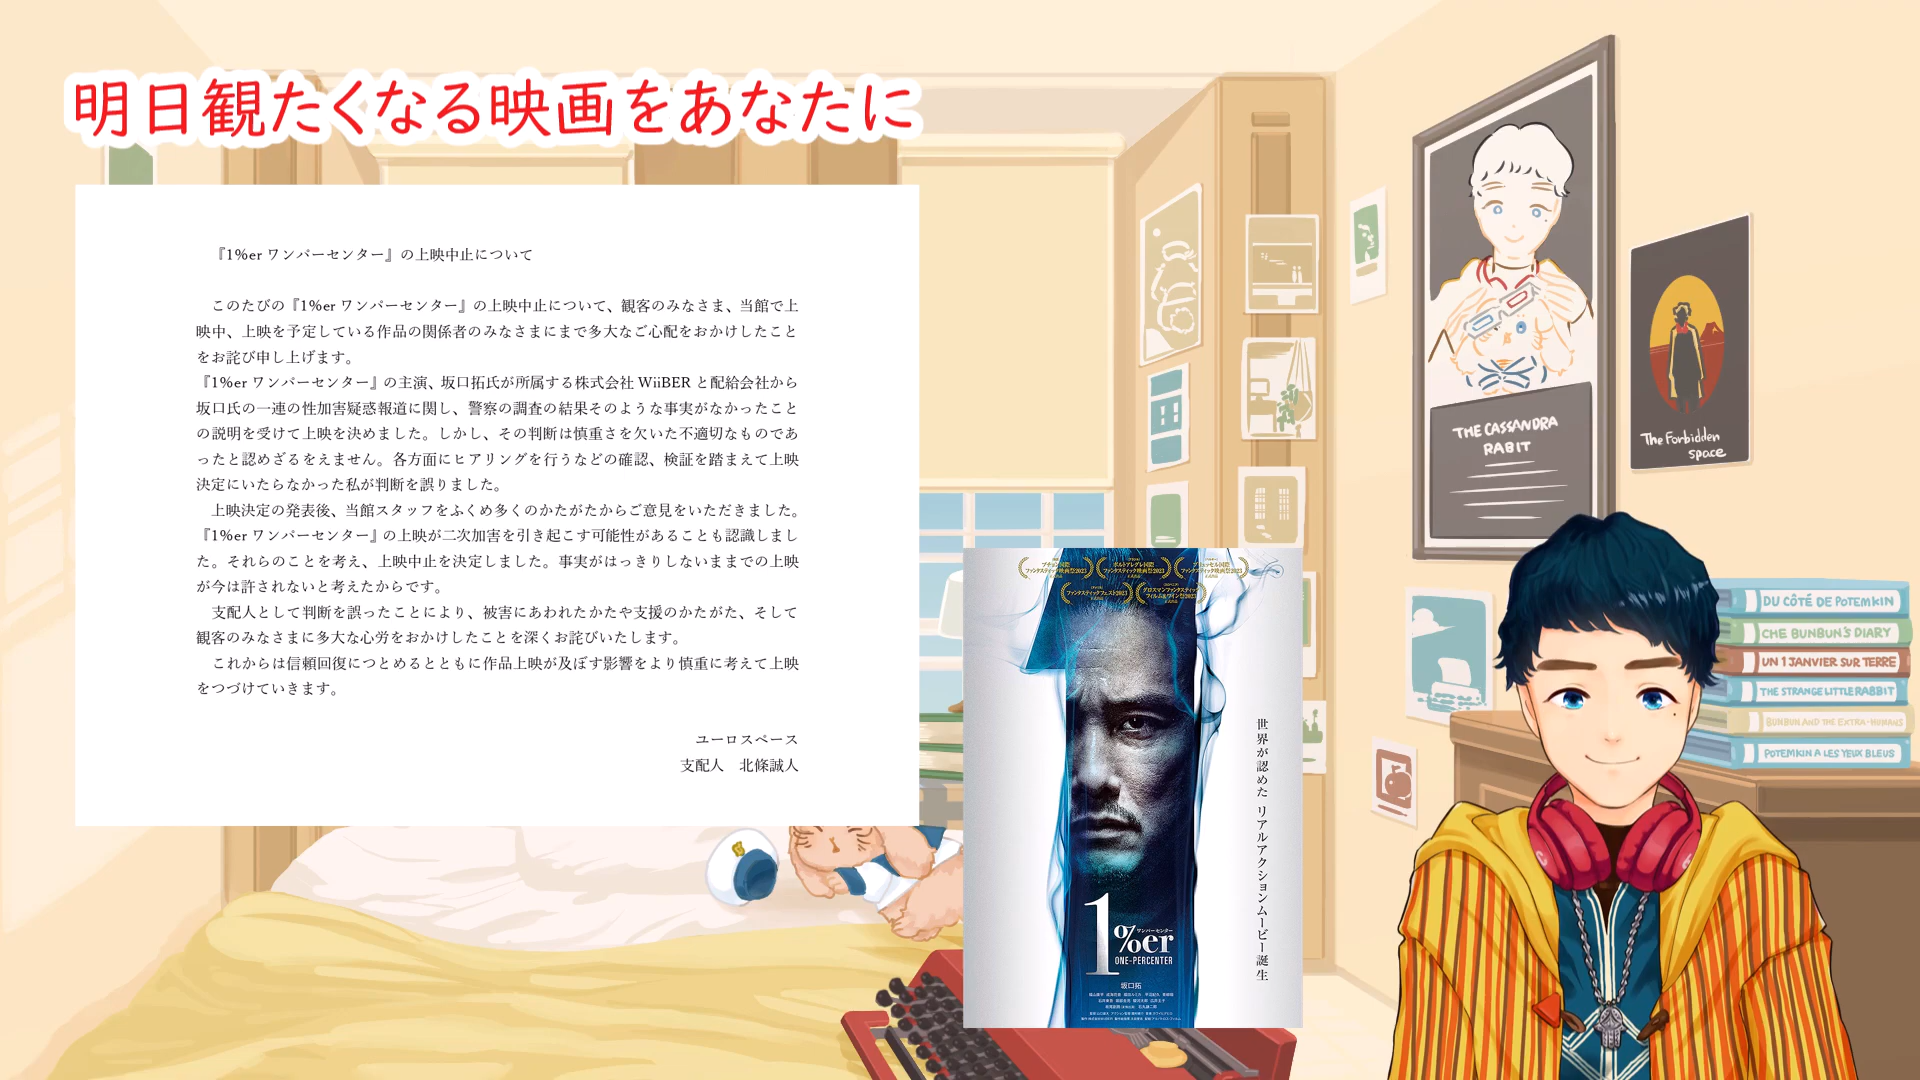 明日観たくなる映画をあなたに
『1%er ワンパーセンター』の上映中止について
このたびの『1%er ワンパーセンター』の上映中止について、観客のみなさま、当館で上
映中、上映を予定している作品の関係者のみなさまにまで多大なご心配をおかけしたこと
をお詫び申し上げます。
『1%er ワンパーセンター』の主演、坂口拓氏が所属する株式会社 WiiBER と配給会社から
坂口氏の一連の性加害疑惑報道に関し、警察の調査の結果そのような事実がなかったこと
の説明を受けて上映を決めました。しかし、その判断は慎重さを欠いた不適切なものであ
ったと認めざるをえません。各方面にヒアリングを行うなどの確認、検証を踏まえて上映
決定にいたらなかった私が判断を誤りました。
上映決定の発表後、当館スタッフをふくめ多くのかたがたからご意見をいただきました。
『1%er ワンパーセンター』の上映が二次加害を引き起こす可能性があることも認識しまし
た。それらのことを考え、上映中止を決定しました。事実がはっきりしないままでの上映
が今は許されないと考えたからです。
支配人として判断を誤ったことにより、被害にあわれたかたや支援のかたがた、そして
観客のみなさまに多大な心労をおかけしたことを深くお詫びいたします。
これからは信頼回復につとめるとともに作品上映が及ぼす影響をより慎重に考えて上映
をつづけていきます。
ユーロスペース
支配人　北條誠人
世界が認めた リアルアクションムービー誕生
1%er
ワンパーセンター
ONE-PERCENTER
坂口拓
THE CASSANDRA
RABIT
The Forbidden
space
DU CÔTÉ DE POTEMKIN
CHE BUNBUN'S DIARY
UN 1 JANVIER SUR TERRE
THE STRANGE LITTLE RABBIT
BUNBUN AND THE EXTRA-HUMANS
POTEMKIN A LES YEUX BLEUS